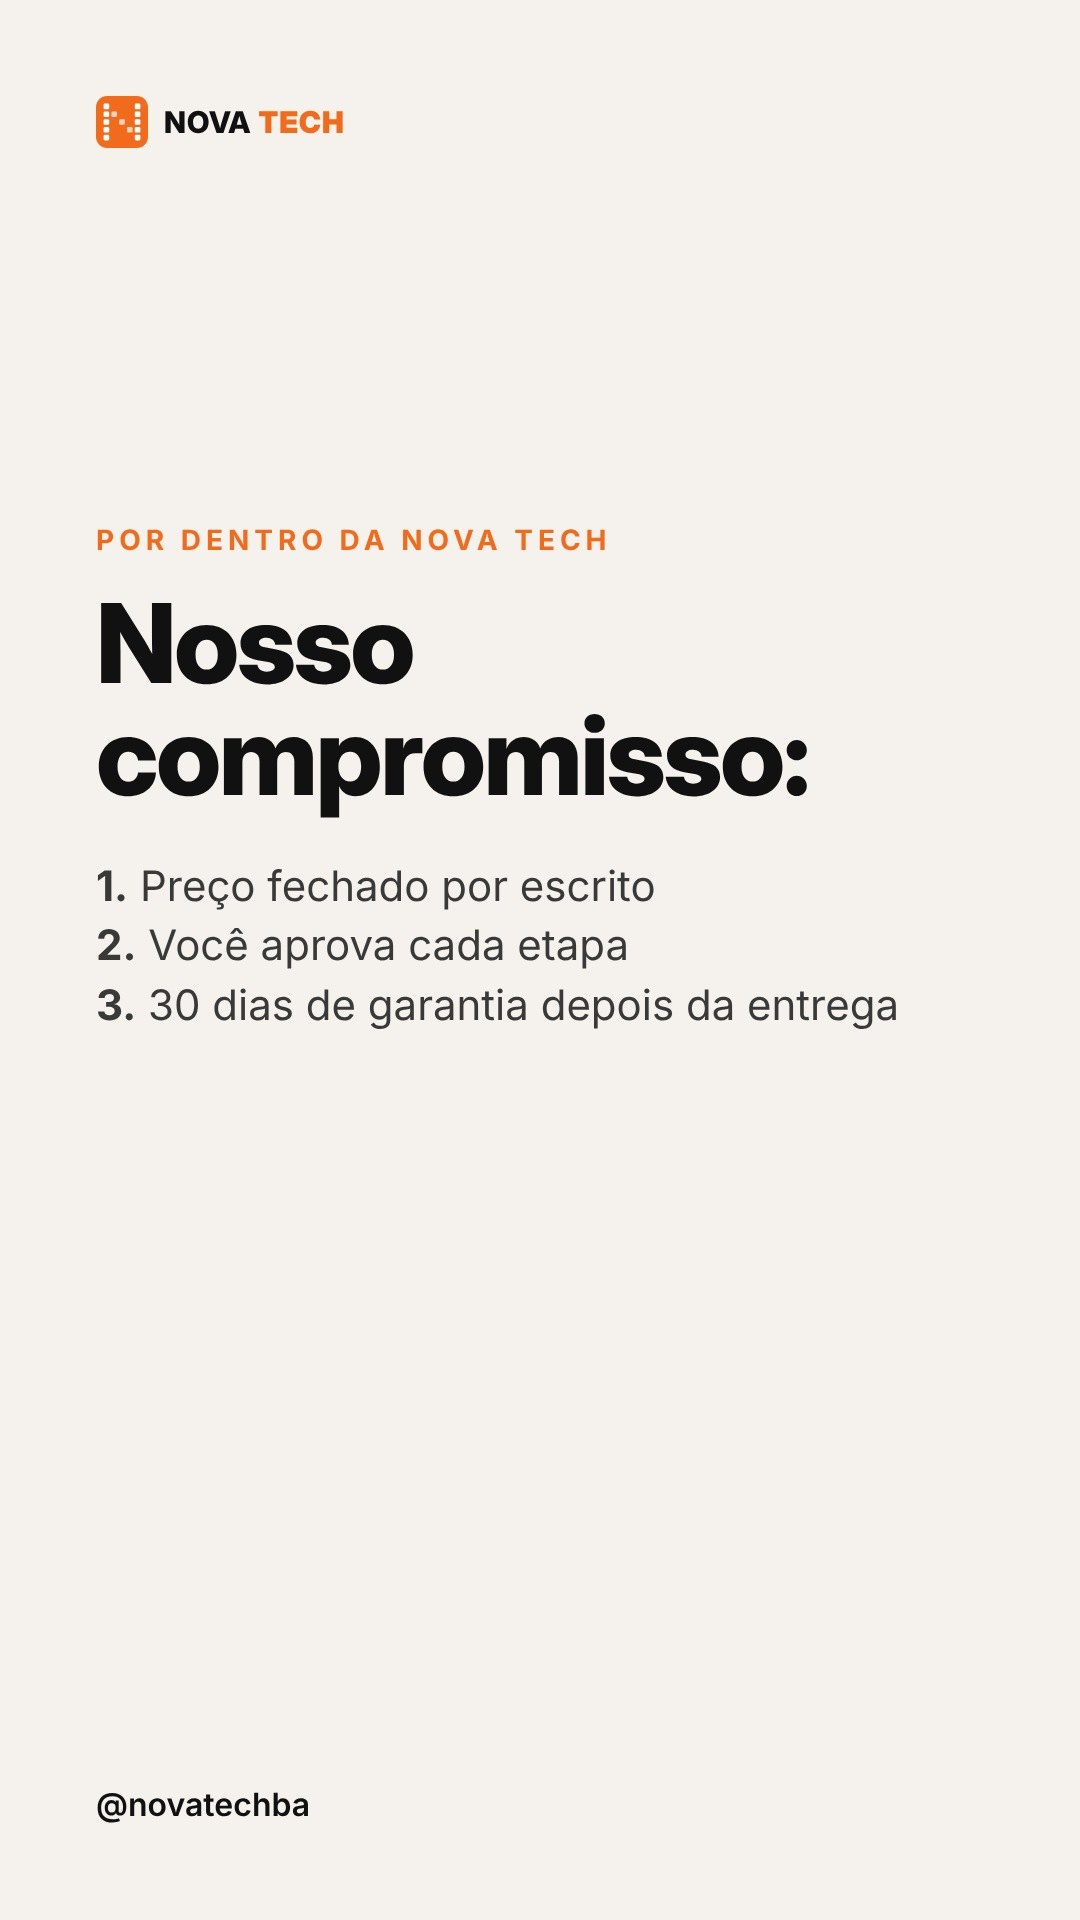 NOVA TECH
POR DENTRO DA NOVA TECH
Nosso
compromisso:
1. Preço fechado por escrito
2. Você aprova cada etapa
3. 30 dias de garantia depois da entrega
@novatechba